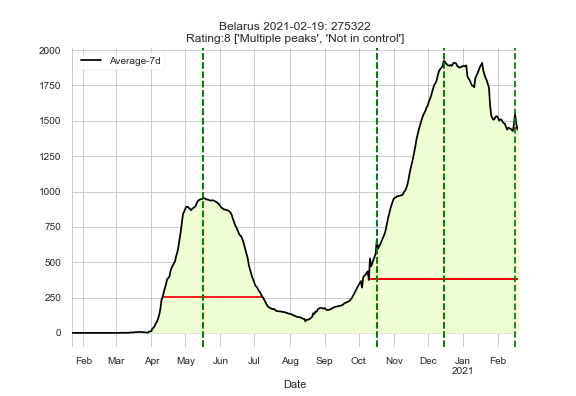 Belarus 2021-02-19: 275322
Rating:8 ['Multiple peaks', 'Not in control']
Average-7d
2000
1750
1500
1250
1000
750
500
250
0
Feb Mar Apr May Jun Jul Aug Sep Oct Nov Dec Jan Feb
2021
Date